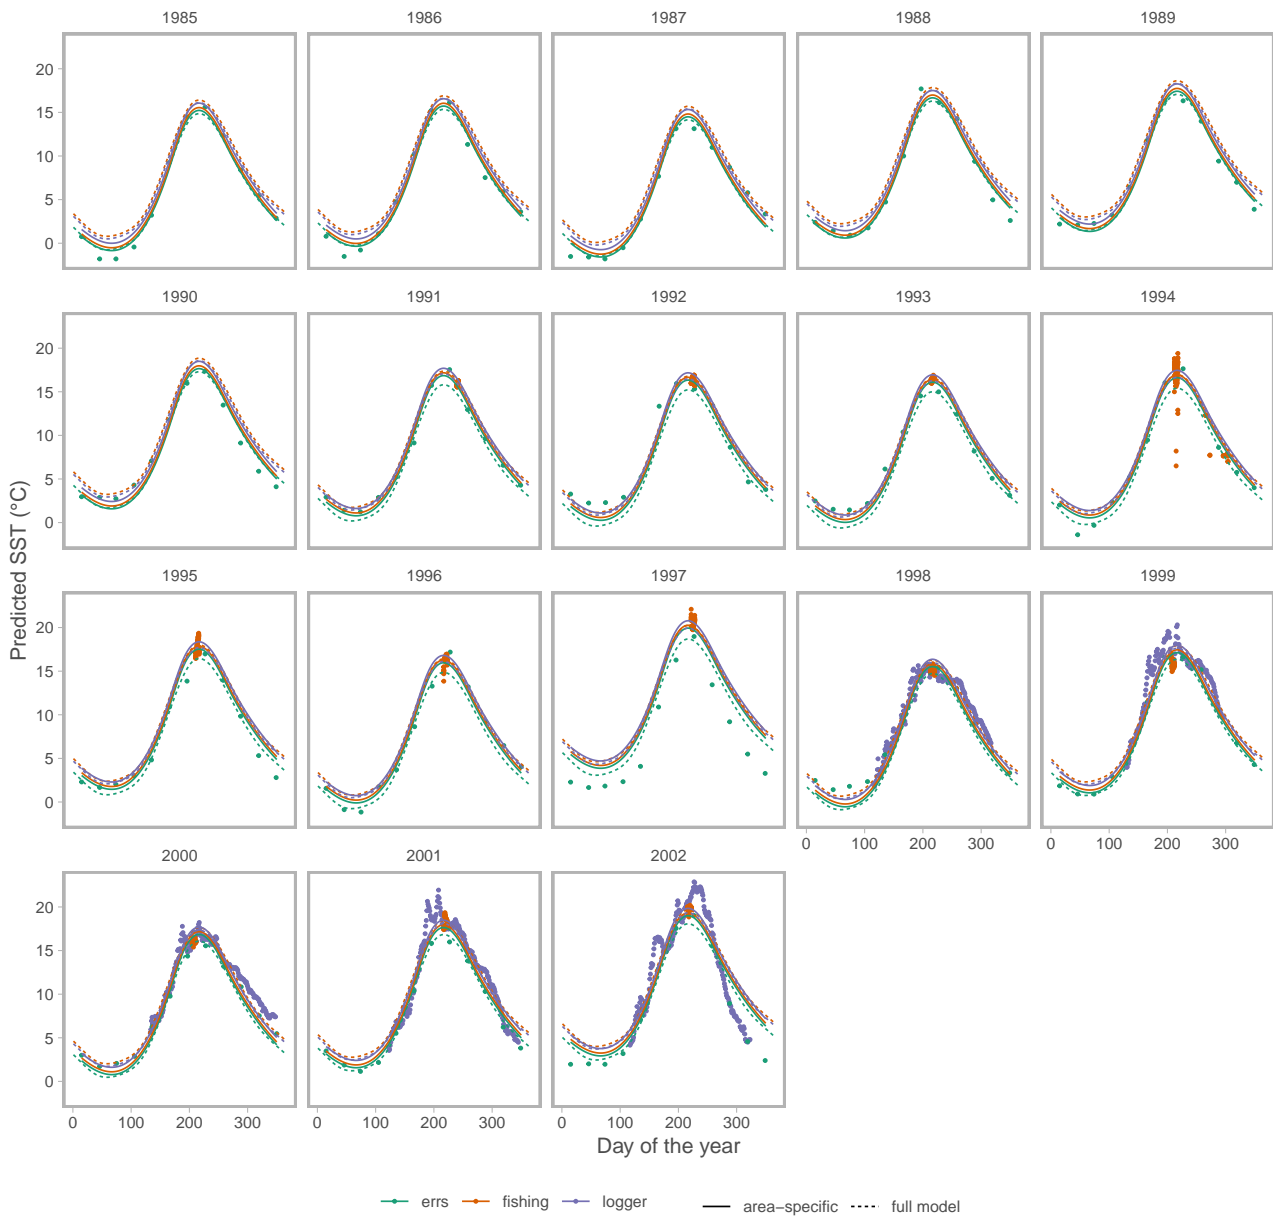 1985 1986 1987 1988 1989
20
15
10
5
0
1990 1991 1992 1993 1994
20
15
10
5
0
1995 1996 1997 1998 1999
20
15
10
5
0
0 100 200 300 0 100 200 300
2000 2001 2002
20
15
10
5
0
0 100 200 300 0 100 200 300 0 100 200 300
Predicted SST (°C)
Day of the year
errs fishing logger area−specific full model